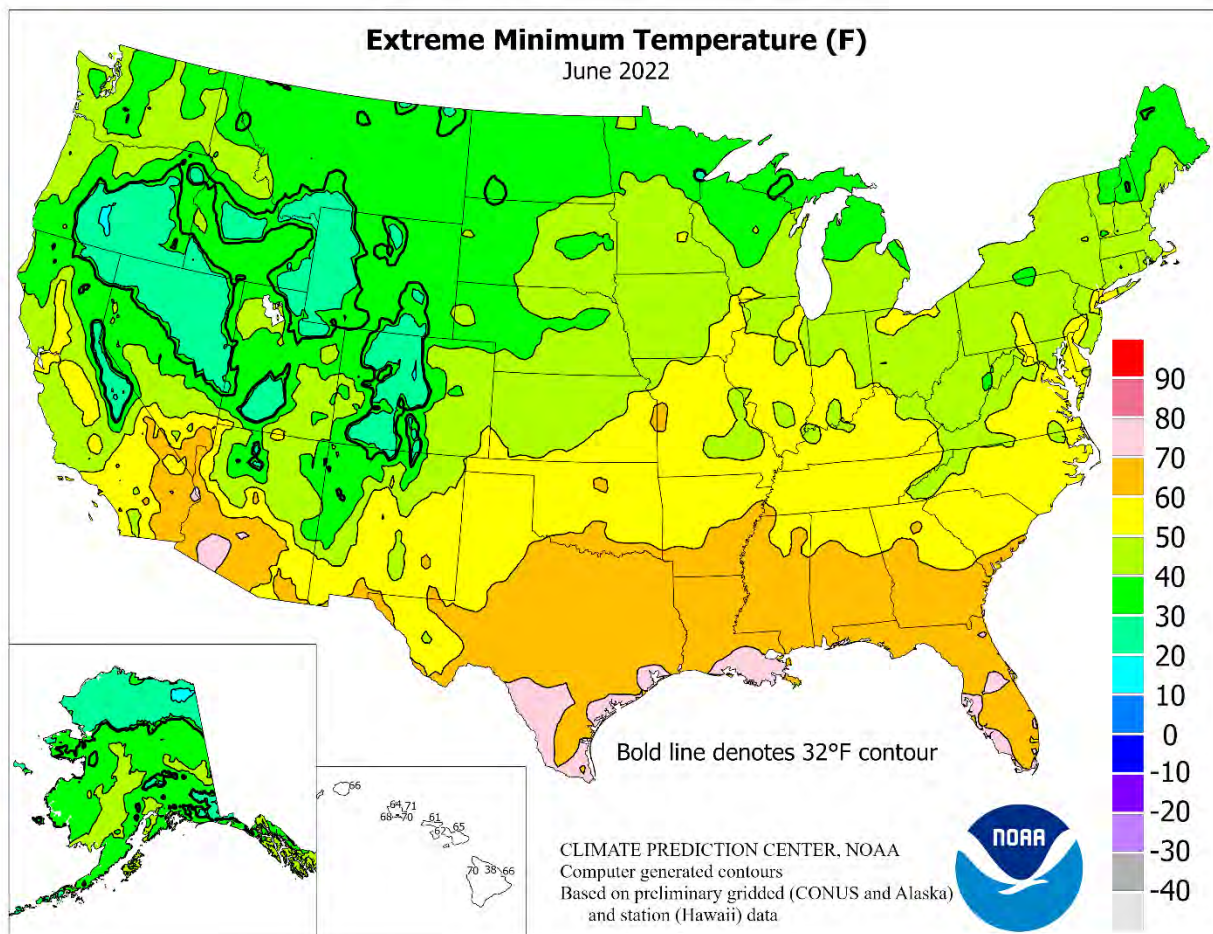 Extreme Minimum Temperature (F)
June 2022
90
80
70
60
50
40
30
20
10
0
-10
-20
-30
-40
Bold line denotes 32°F contour
66
64 71
68 70
61
62 65
70 38 66
CLIMATE PREDICTION CENTER, NOAA
Computer generated contours
Based on preliminary gridded (CONUS and Alaska)
and station (Hawaii) data
NOAA